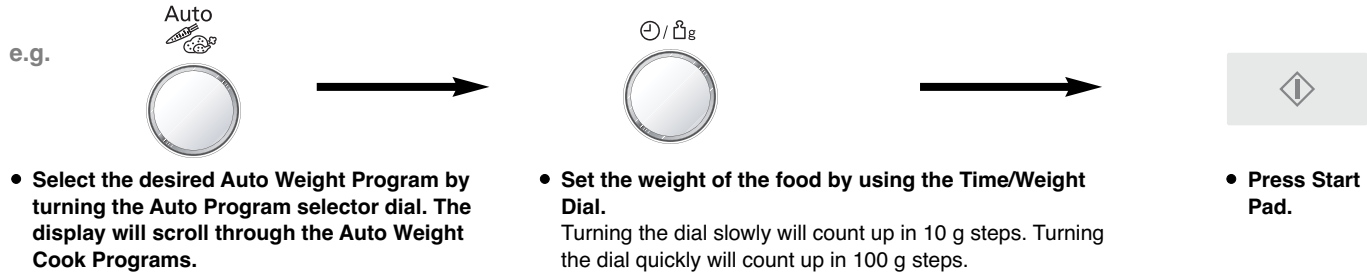 Auto
e.g.
/ g
• Select the desired Auto Weight Program by
turning the Auto Program selector dial. The
display will scroll through the Auto Weight
Cook Programs.
• Set the weight of the food by using the Time/Weight
Dial.
Turning the dial slowly will count up in 10 g steps. Turning
the dial quickly will count up in 100 g steps.
• Press Start
Pad.